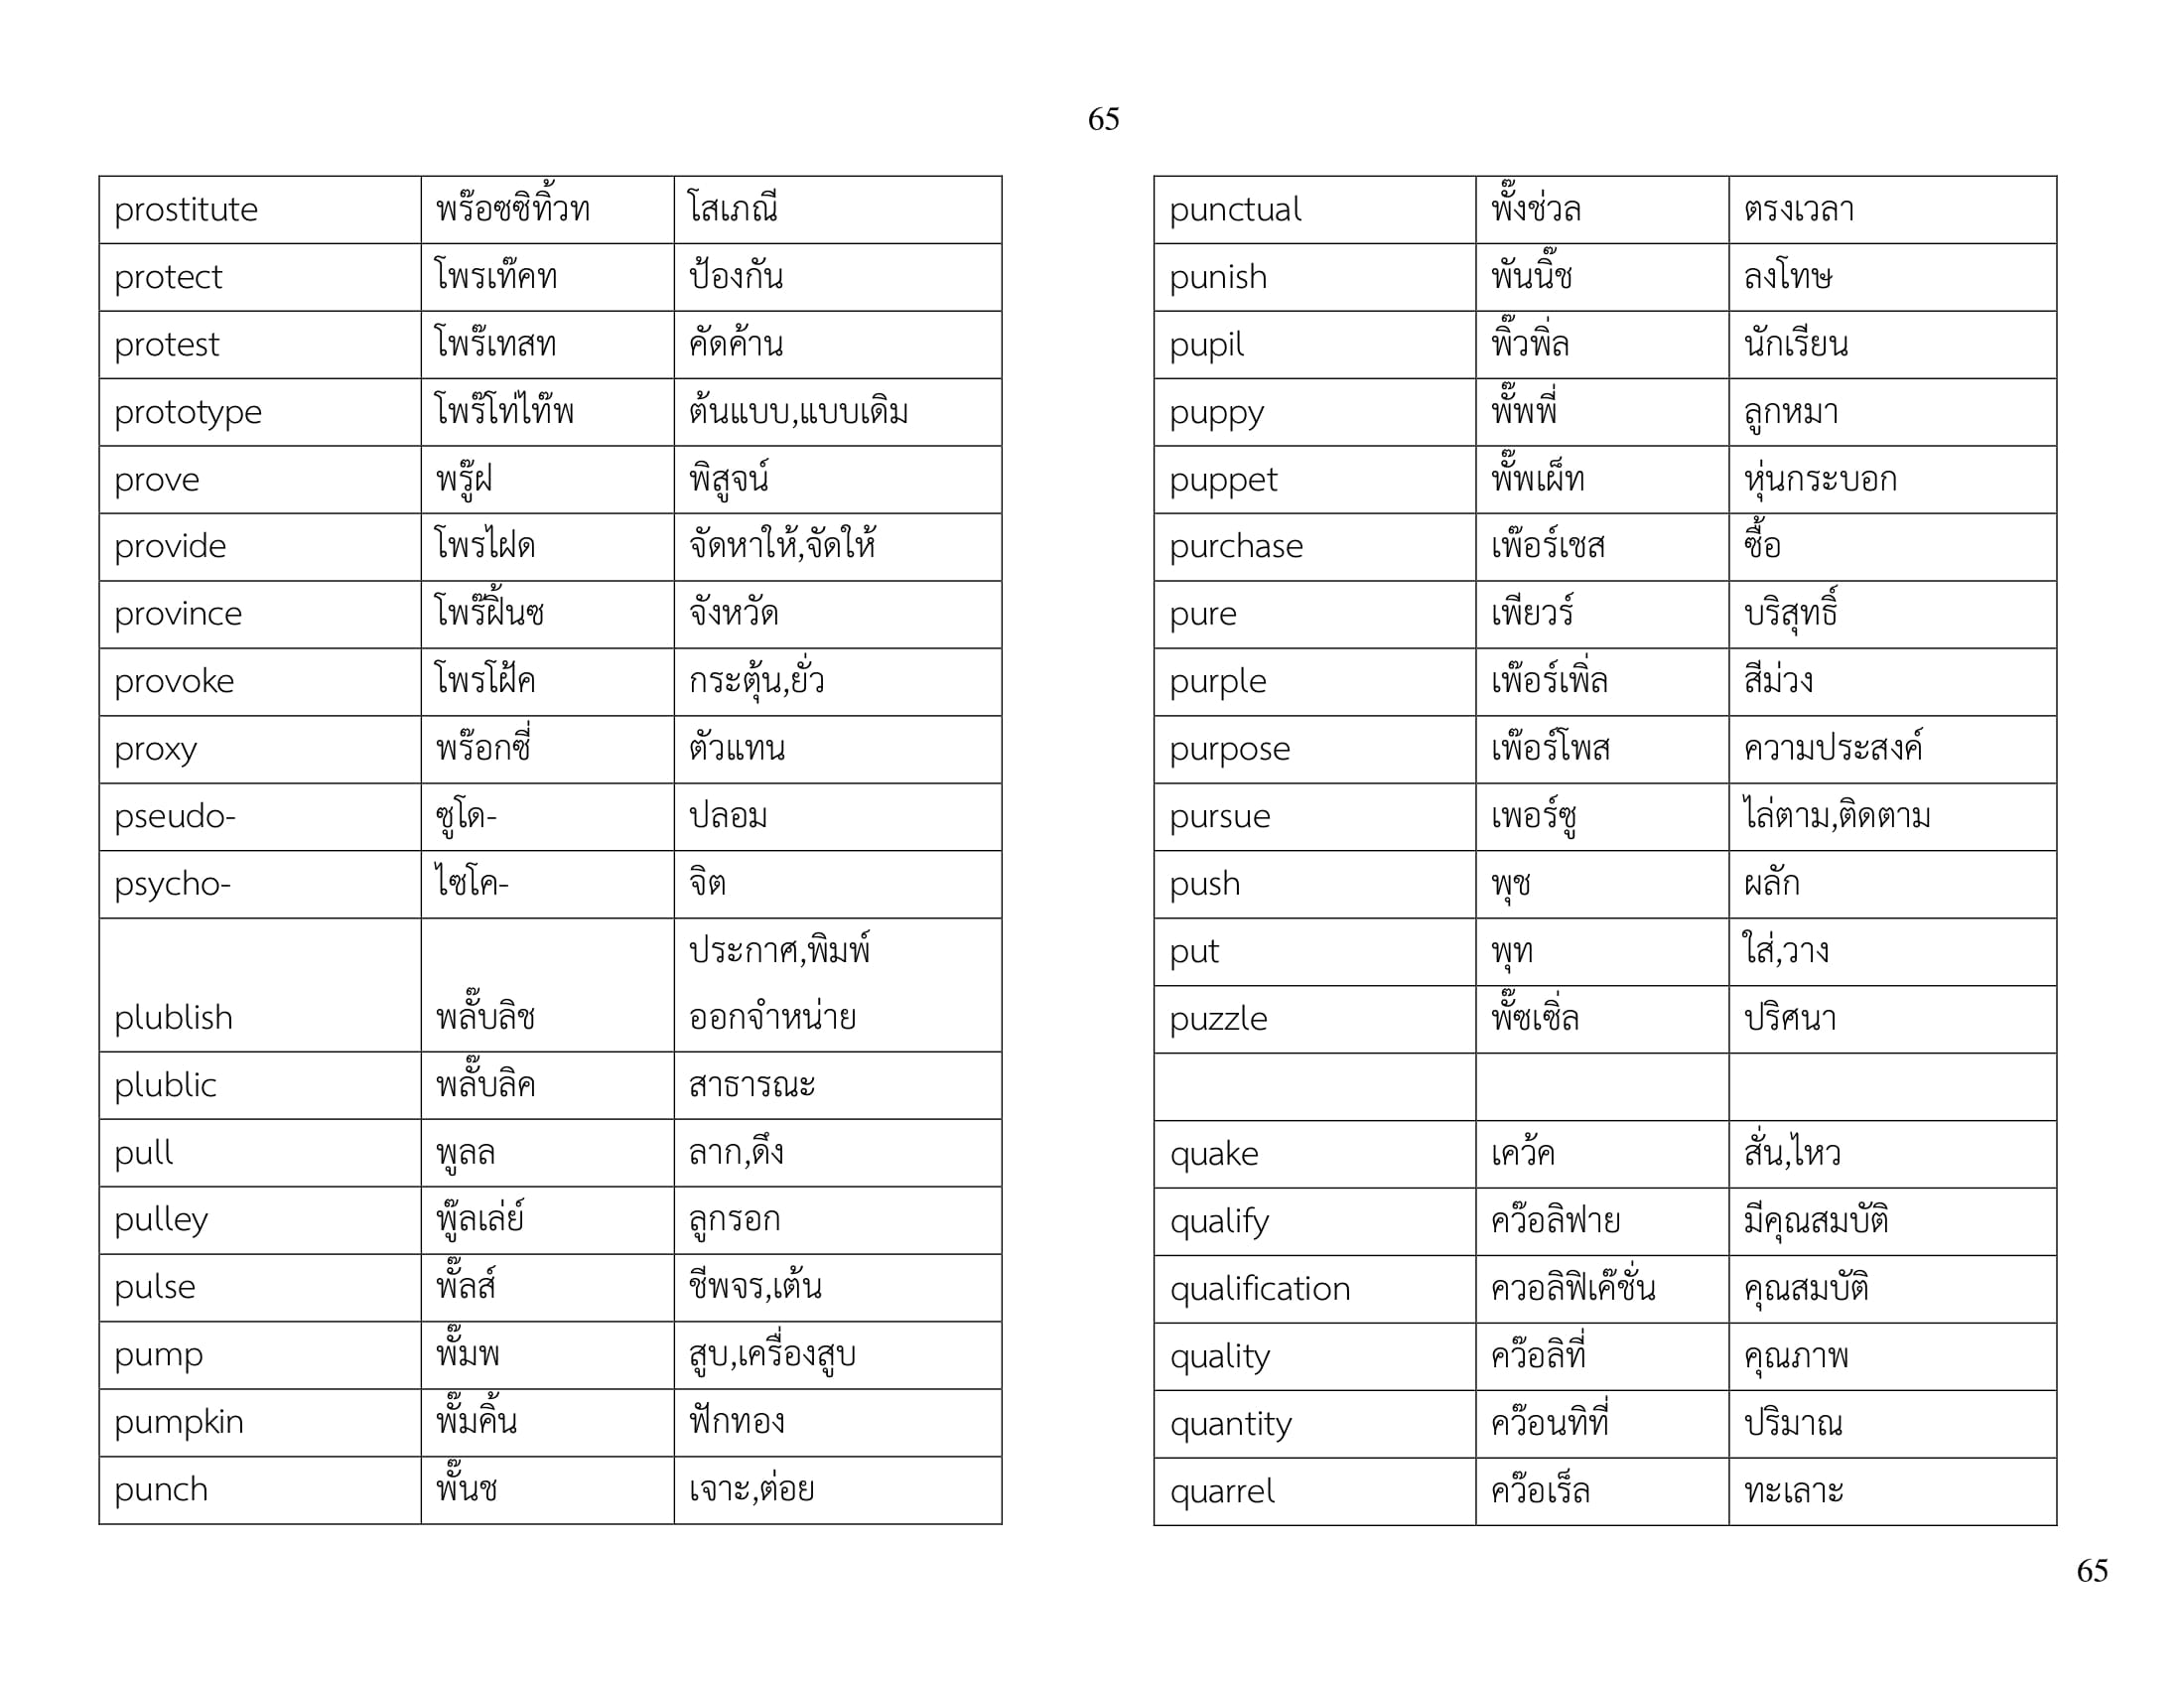 65
prostitute พร๊อซซิทิ้วท โสเภณี
protect โพรเท๊คท ป้องกัน
protest โพร๊เทสท คัดค้าน
prototype โพร๊โท่ไท๊พ ต้นแบบ,แบบเดิม
prove พรู๊ฝ พิสูจน์
provide โพรไฝด จัดหาให้,จัดให้
province โพร๊ฝิ้นซ จังหวัด
provoke โพรโฝ้ค กระตุ้น,ยั่ว
proxy พร๊อกซี่ ตัวแทน
pseudo- ซูโด- ปลอม
psycho- ไซโค- จิต
ประกาศ,พิมพ์
plublish พลั๊บลิช ออกจำหน่าย
plublic พลั๊บลิค สาธารณะ
pull พูลล ลาก,ดึง
pulley พู๊ลเล่ย์ ลูกรอก
pulse พั๊ลส์ ชีพจร,เต้น
pump พั๊มพ สูบ,เครื่องสูบ
pumpkin พั๊มคิ้น ฟักทอง
punch พั๊นช เจาะ,ต่อย
punctual พั๊งช่วล ตรงเวลา
punish พันนิ๊ช ลงโทษ
pupil พิ๊วพิ่ล นักเรียน
puppy พั๊พพี่ ลูกหมา
puppet พั๊พเผ็ท หุ่นกระบอก
purchase เพ๊อร์เชส ซื้อ
pure เพียวร์ บริสุทธิ์
purple เพ๊อร์เพิ่ล สีม่วง
purpose เพ๊อร์โพส ความประสงค์
pursue เพอร์ซู ไล่ตาม,ติดตาม
push พุช ผลัก
put พุท ใส่,วาง
puzzle พั๊ซเซิ่ล ปริศนา
quake เคว้ค สั่น,ไหว
qualify คว๊อลิฟาย มีคุณสมบัติ
qualification ควอลิฟิเค๊ชั่น คุณสมบัติ
quality คว๊อลิที่ คุณภาพ
quantity คว๊อนทิที่ ปริมาณ
quarrel คว๊อเร็ล ทะเลาะ
65